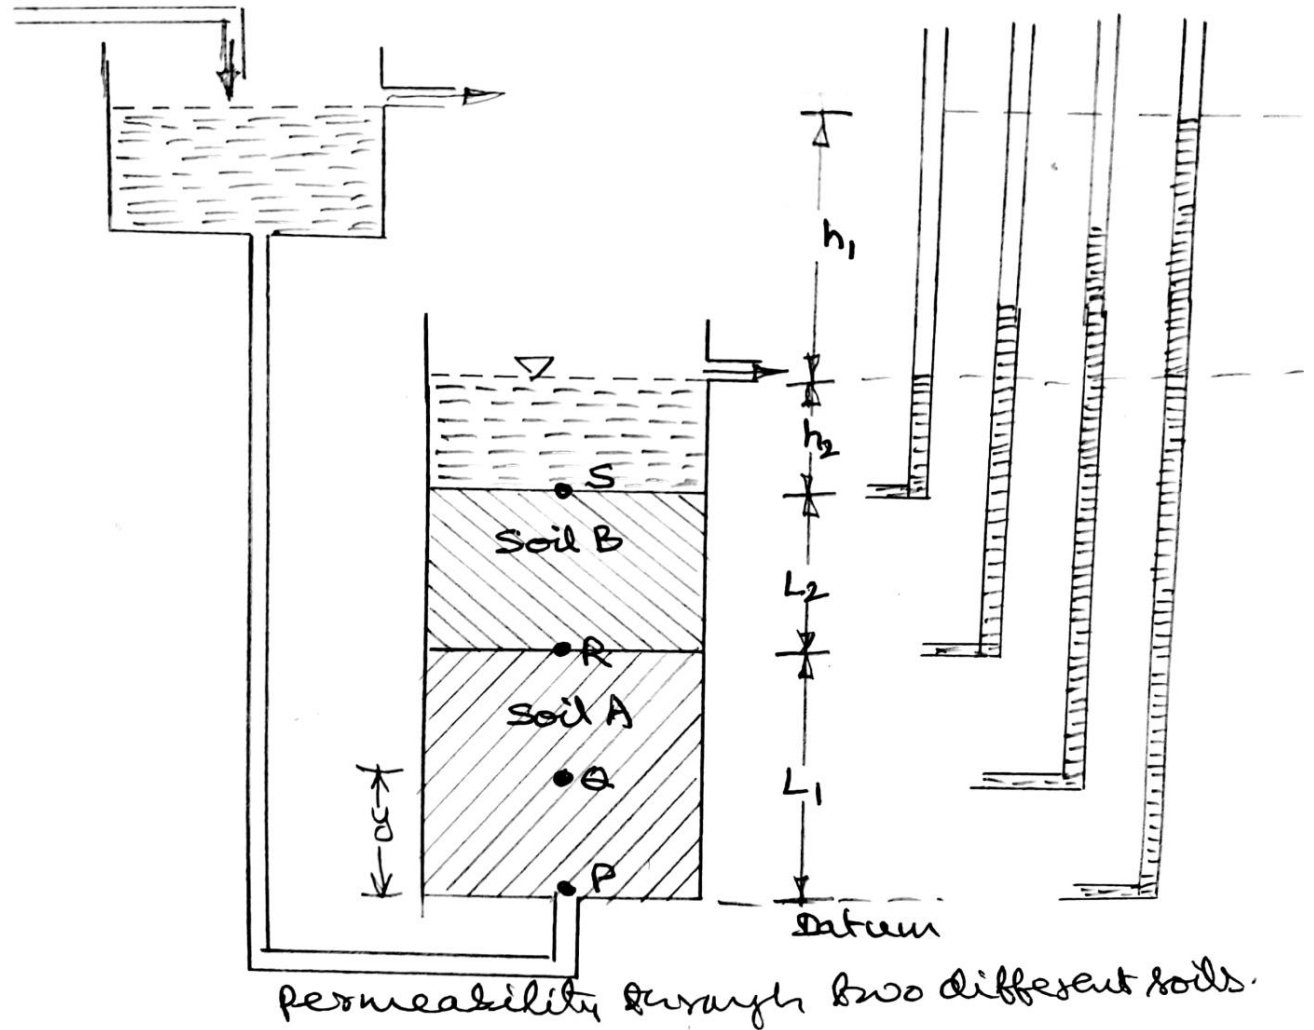 h₁
h₂
S
Soil B
L₂
R
Soil A
Q
L₁
P
Datum
Permeability through two different soils.